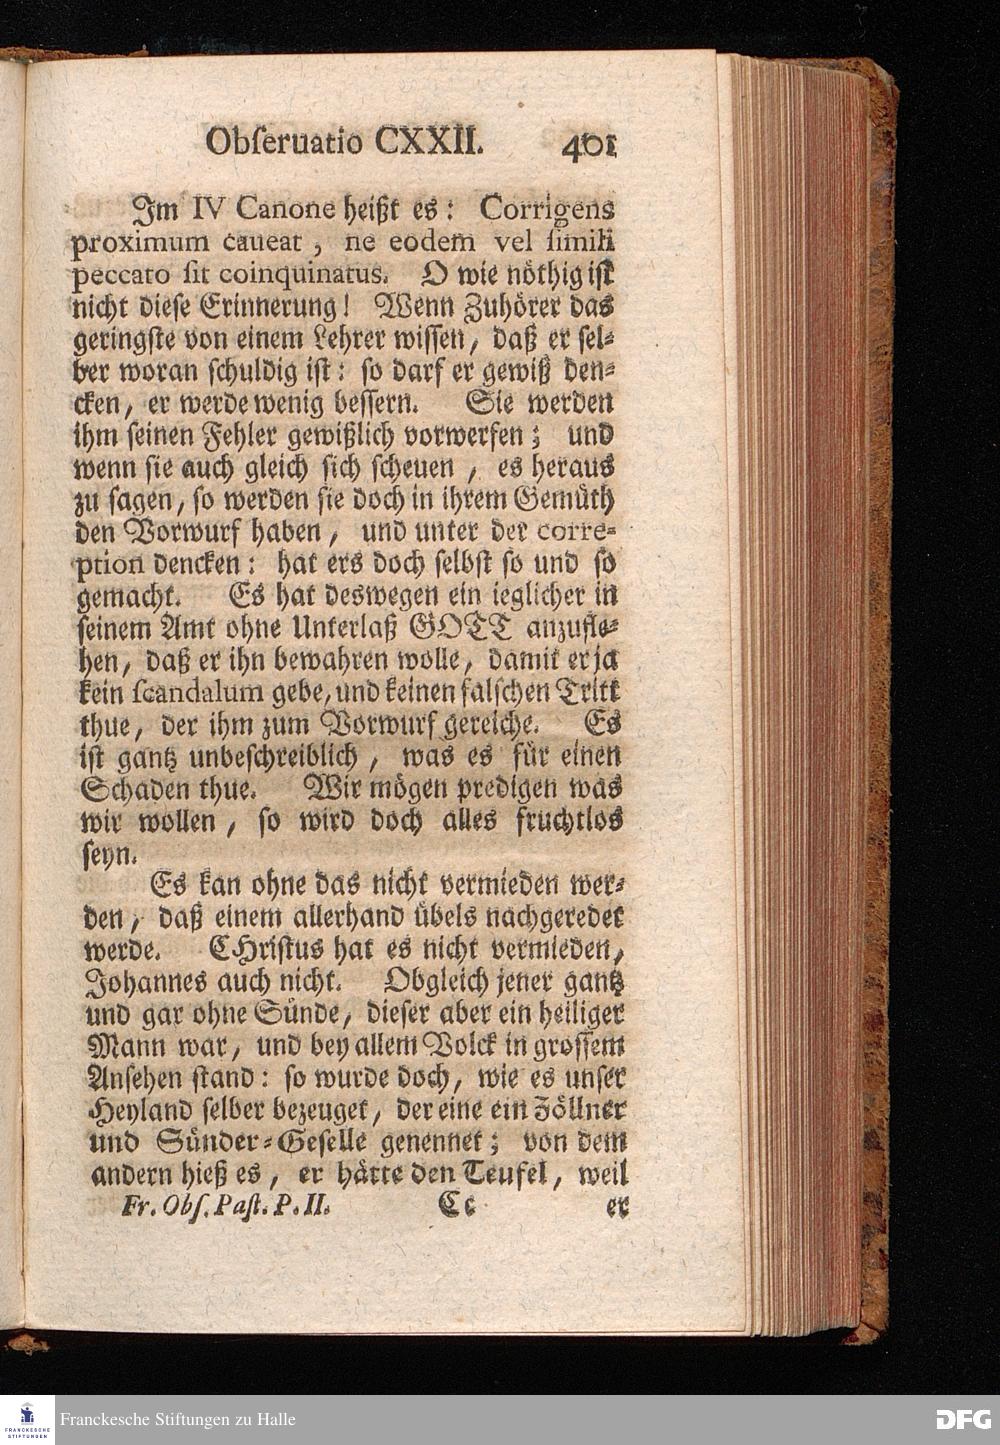 Obſeruatio CXXII. 401
Im IV Canone heißt es: Corrigens
proximum caueat, ne eodem vel ſimili
peccato ſit coinquinatus. O wie nöthig iſt
nicht dieſe Erinnerung! Wenn Zuhörer das
geringſte von einem Lehrer wiſſen, daß er ſel-
ber woran ſchuldig iſt: ſo darf er gewiß den-
cken, er werde wenig beſſern. Sie werden
ihm ſeinen Fehler gewißlich vorwerfen; und
wenn ſie auch gleich ſich ſcheuen, es heraus
zu ſagen, ſo werden ſie doch in ihrem Gemüth
den Vorwurf haben, und unter der corre-
ption dencken: hat ers doch ſelbſt ſo und ſo
gemacht. Es hat deswegen ein ieglicher in
ſeinem Amt ohne Unterlaß GOTT anzufle-
hen, daß er ihn bewahren wolle, damit er ja
kein ſcandalum gebe, und keinen falſchen Tritt
thue, der ihm zum Vorwurf gereiche. Es
iſt gantz unbeſchreiblich, was es für einen
Schaden thue. Wir mögen predigen was
wir wollen, ſo wird doch alles fruchtlos
ſeyn.
Es kan ohne das nicht vermieden wer-
den, daß einem allerhand übels nachgeredet
werde. CHriſtus hat es nicht vermieden,
Johannes auch nicht. Obgleich jener gantz
und gar ohne Sünde, dieſer aber ein heiliger
Mann war, und bey allem Volck in groſſem
Anſehen ſtand: ſo wurde doch, wie es unſer
Heyland ſelber bezeuget, der eine ein Zöllner
und Sünder-Geſelle genennet; von dem
andern hieß es, er hätte den Teufel, weil
Fr. Obſ. Paſt. P. II. Cc er
FRANCKESCHE
STIFTUNGEN
Franckesche Stiftungen zu Halle
DFG